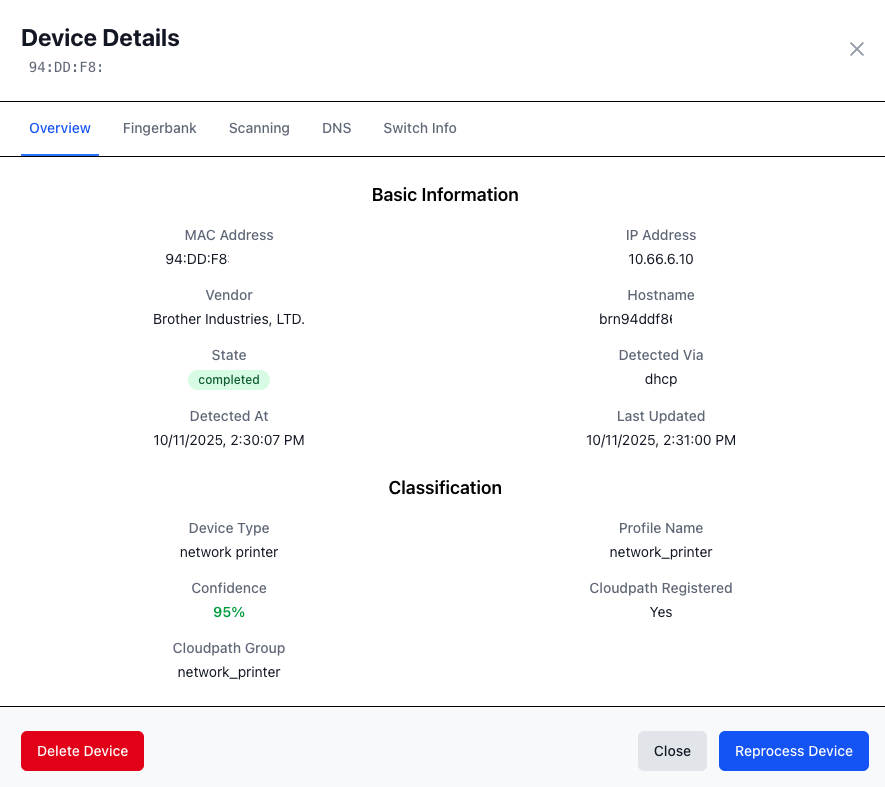 Device Details
94:DD:F8:
Overview Fingerbank Scanning DNS Switch Info
Basic Information
MAC Address IP Address
94:DD:F8: 10.66.6.10
Vendor Hostname
Brother Industries, LTD. brn94ddf8
State Detected Via
completed dhcp
Detected At Last Updated
10/11/2025, 2:30:07 PM 10/11/2025, 2:31:00 PM
Classification
Device Type Profile Name
network printer network_printer
Confidence Cloudpath Registered
95% Yes
Cloudpath Group
network_printer
Delete Device Close Reprocess Device